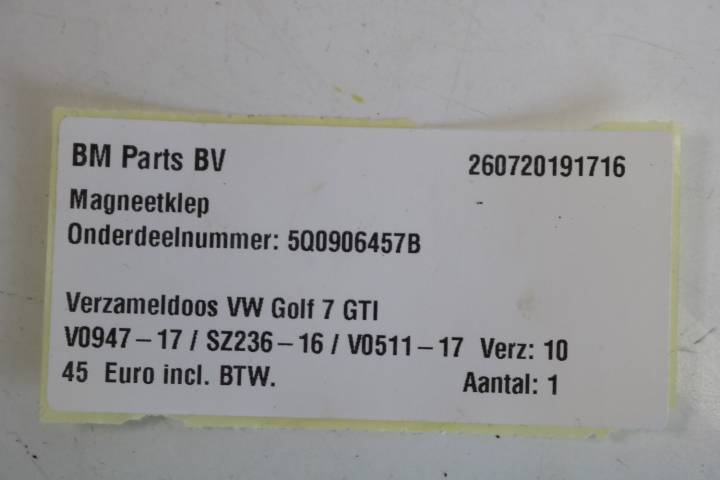 BM Parts BV 260720191716
Magneetklep -
Onderdeelnummer: 5Q0906457B
Verzameldoos VW Golf 7 GTI
V0947-17 / SZ236-16 / V0511-17 Verz: 10
45 Euro incl. BTW. Aantal: 1